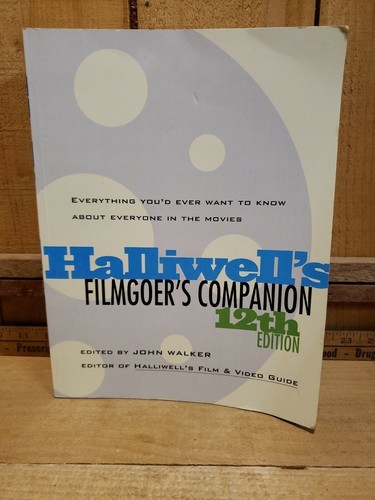 EVERYTHING YOU'D EVER WANT TO KNOW
ABOUT EVERYONE IN THE MOVIES
Halliwell's
FILMGOER'S COMPANION
12th
EDITION
EDITED BY JOHN WALKER
EDITOR OF HALLIWELL'S FILM & VIDEO GUIDE